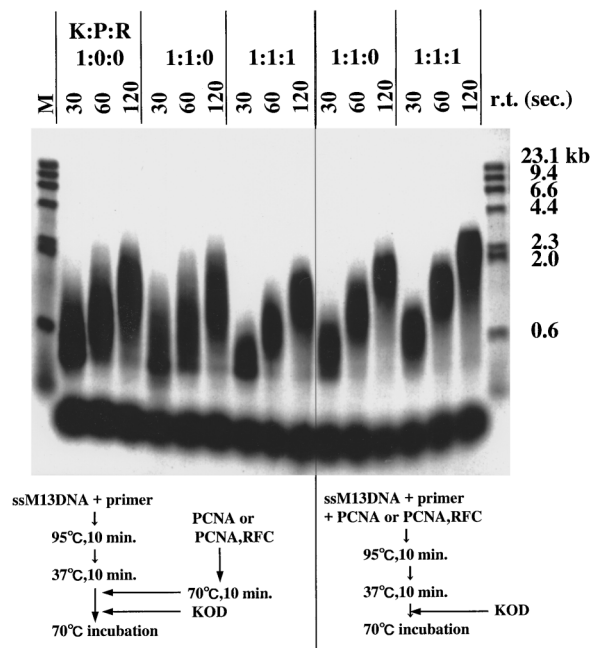 K:P:R
1:0:0 1:1:0 1:1:1 1:1:0 1:1:1
M 30 60 120 30 60 120 30 60 120 30 60 120 30 60 120 r.t. (sec.)
23.1 kb
9.4
6.6
4.4
2.3
2.0
0.6
ssM13DNA + primer
↓
95℃,10 min.
↓
37℃,10 min.
PCNA or
PCNA,RFC
70℃,10 min.
KOD
70℃ incubation
ssM13DNA + primer
+ PCNA or PCNA,RFC
↓
95℃,10 min.
↓
37℃,10 min.
KOD
70℃ incubation